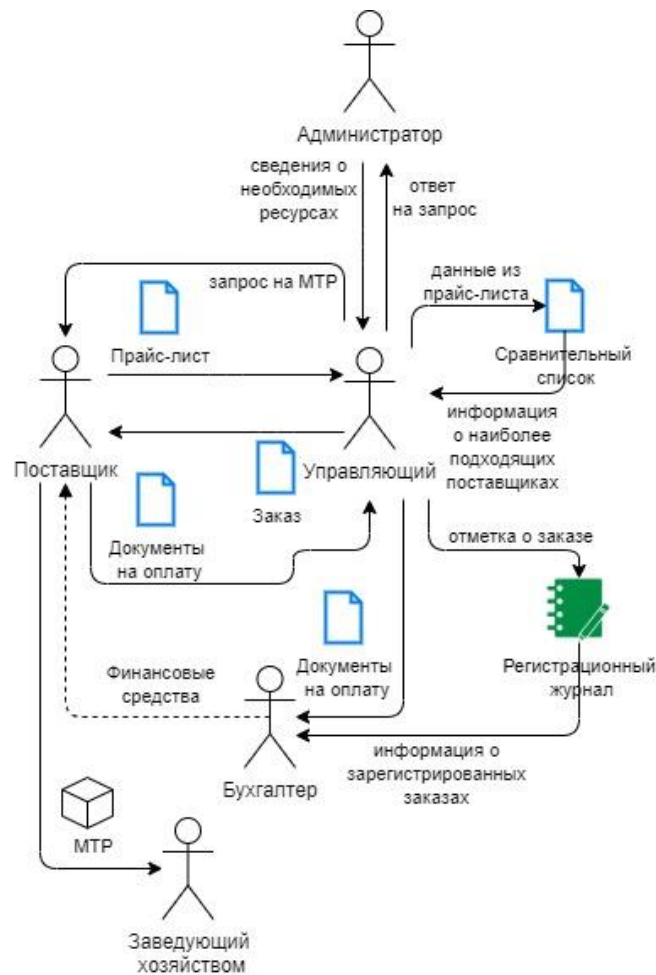 Администратор
сведения о
необходимых
ресурсах
ответ
на запрос
запрос на МТР
данные из
прайс-листа
Прайс-лист
Сравнительный
список
информация
о наиболее
подходящих
поставщиках
Поставщик
Управляющий
Заказ
Документы
на оплату
отметка о заказе
Финансовые
средства
Документы
на оплату
Регистрационный
журнал
Бухгалтер
информация о
зарегистрированных
заказах
МТР
Заведующий
хозяйством